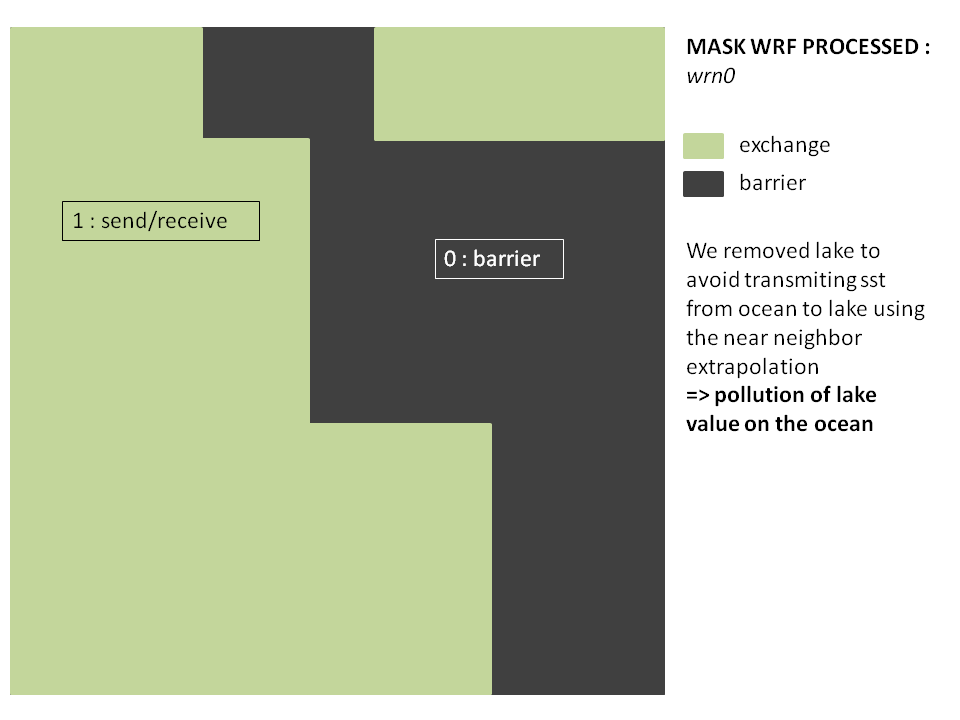 MASK WRF PROCESSED :
wrn0
exchange
barrier
1 : send/receive
0 : barrier
We removed lake to
avoid transmiting sst
from ocean to lake using
the near neighbor
extrapolation
=> pollution of lake
value on the ocean